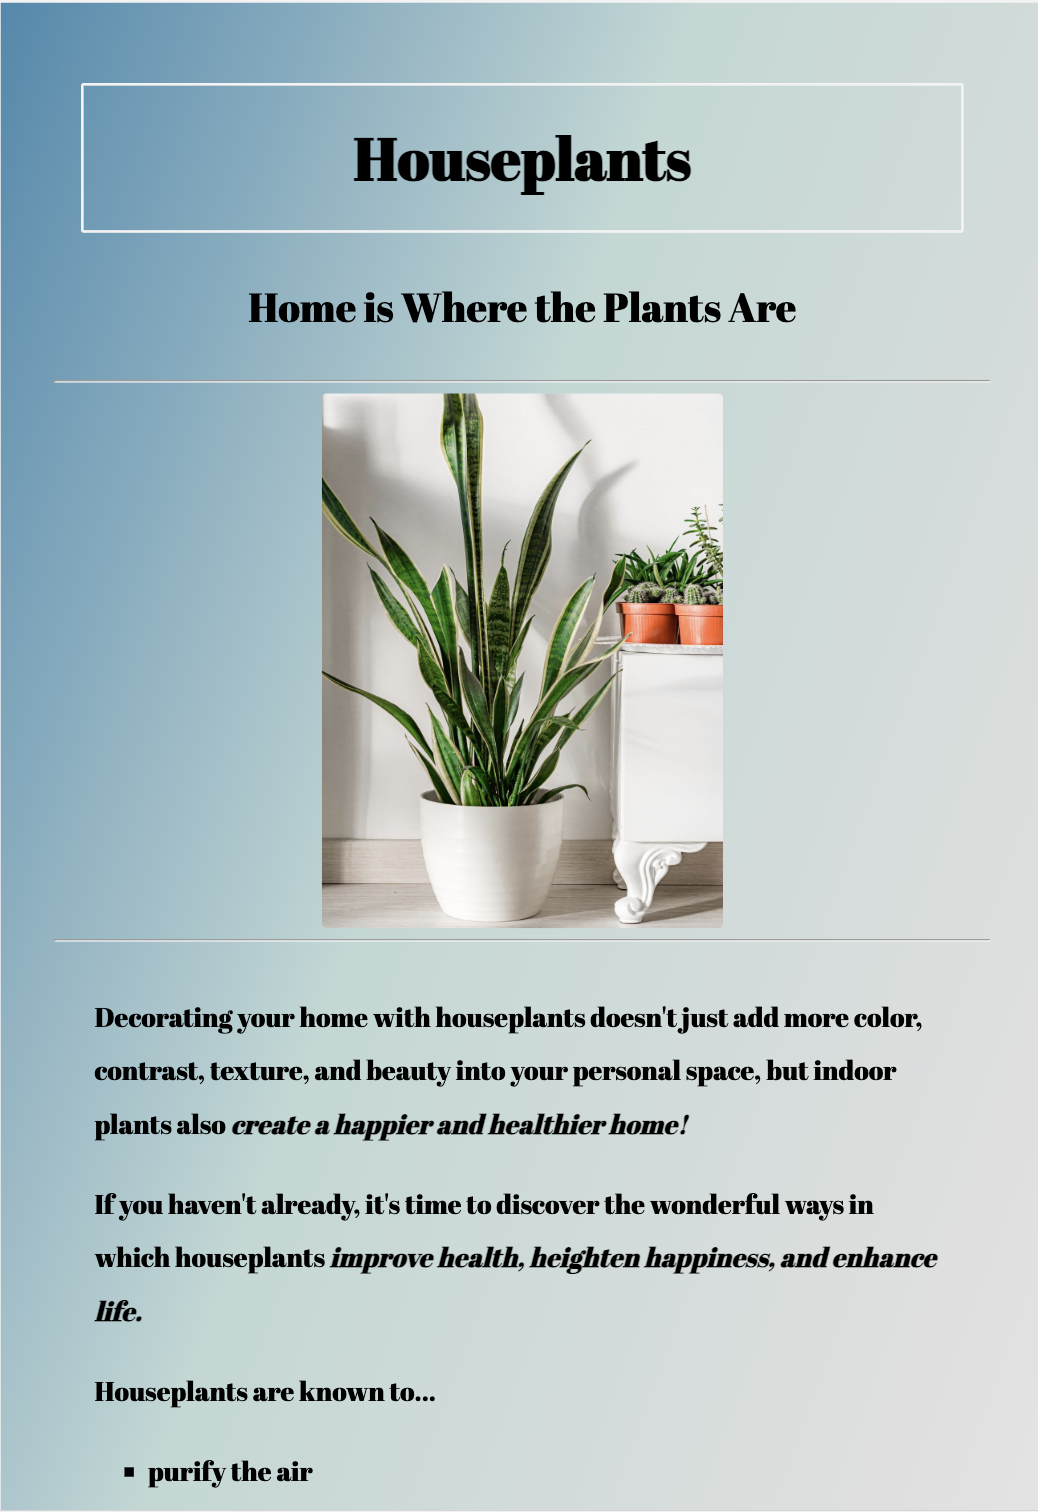 Houseplants
Home is Where the Plants Are
Decorating your home with houseplants doesn't just add more color,
contrast, texture, and beauty into your personal space, but indoor
plants also create a happier and healthier home!
If you haven't already, it's time to discover the wonderful ways in
which houseplants improve health, heighten happiness, and enhance
life.
Houseplants are known to...
▪ purify the air